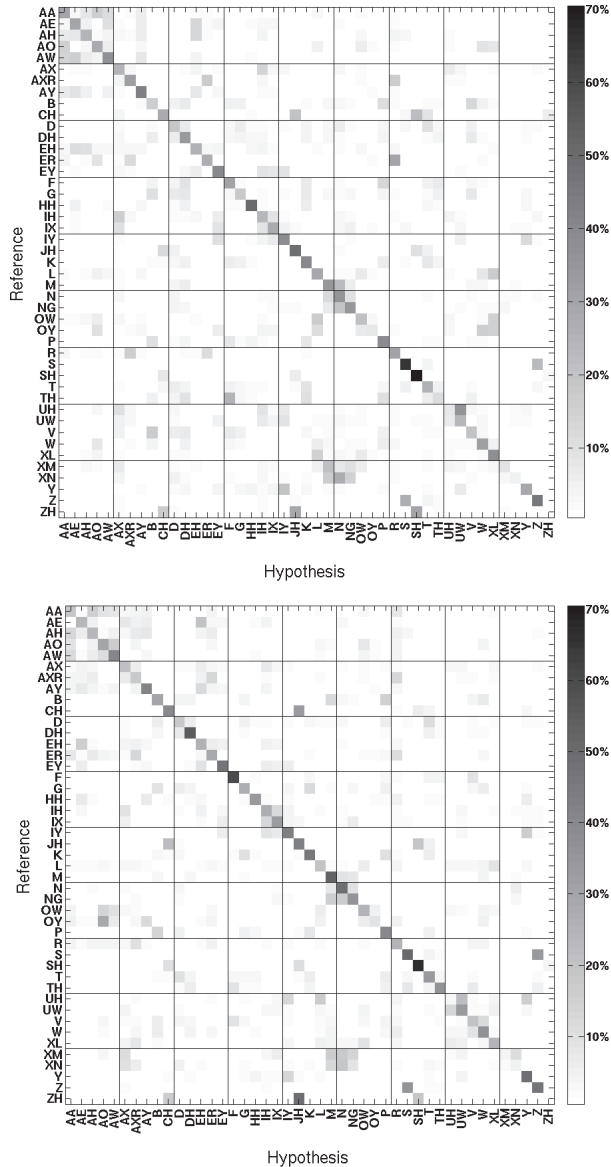 AA
AE
AH
AO
AW
AX
AXR
AY
B
CH
D
DH
EH
ER
EY
F
G
HH
IH
IX
IY
JH
K
L
M
N
NG
OW
OY
P
R
S
SH
T
TH
UH
UW
V
W
XL
XM
XN
Y
Z
ZH
Reference
AA AE AH AO AW AX AXR AY B CH D DH EH ER EY F G HH IH IX IY JH K L M N NG OW OY P R S SH T TH UH UW V W XL XM XN Y Z ZH
Hypothesis
70%
60%
50%
40%
30%
20%
10%
AA
AE
AH
AO
AW
AX
AXR
AY
B
CH
D
DH
EH
ER
EY
F
G
HH
IH
IX
IY
JH
K
L
M
N
NG
OW
OY
P
R
S
SH
T
TH
UH
UW
V
W
XL
XM
XN
Y
Z
ZH
Reference
AA AE AH AO AW AX AXR AY B CH D DH EH ER EY F G HH IH IX IY JH K L M N NG OW OY P R S SH T TH UH UW V W XL XM XN Y Z ZH
Hypothesis
70%
60%
50%
40%
30%
20%
10%